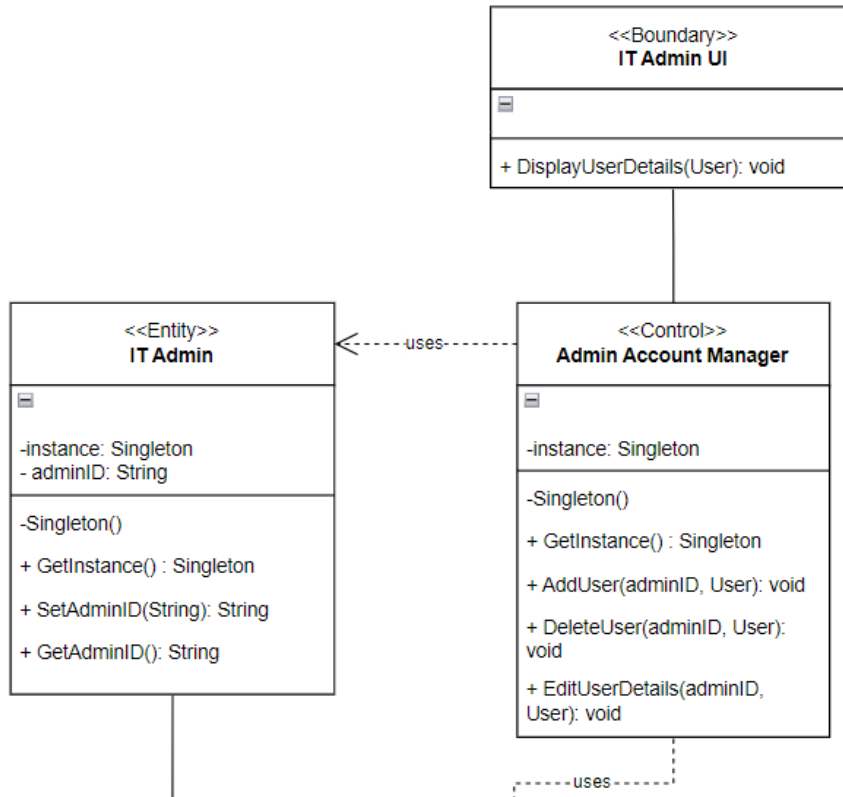 <<Boundary>>
IT Admin UI
+ DisplayUserDetails(User): void
<<Entity>>
IT Admin
-instance: Singleton
- adminID: String
-Singleton()
+ GetInstance() : Singleton
+ SetAdminID(String): String
+ GetAdminID(): String
uses
<<Control>>
Admin Account Manager
-instance: Singleton
-Singleton()
+ GetInstance() : Singleton
+ AddUser(adminID, User): void
+ DeleteUser(adminID, User):
void
+ EditUserDetails(adminID,
User): void
uses